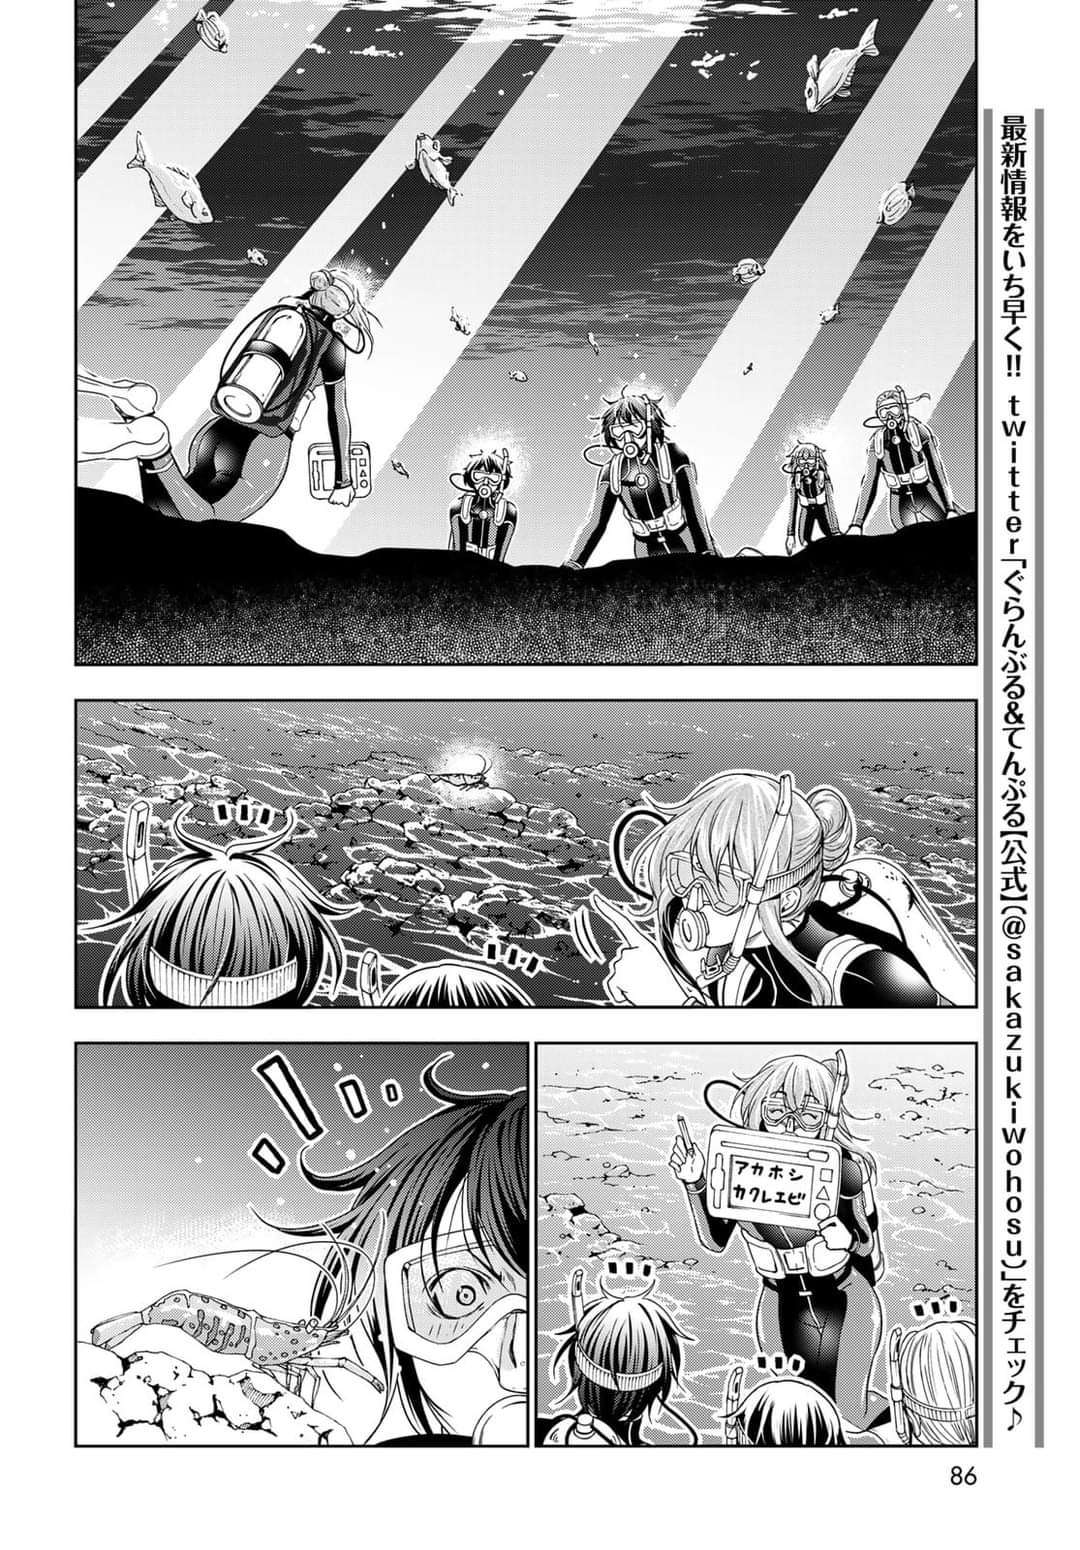 最新情報をいち早く!! twitter「ぐらんぶる&てんぷる【公式】(@sakazukiwohosu)」をチェック♪
アカホシ
カクレエビ
86